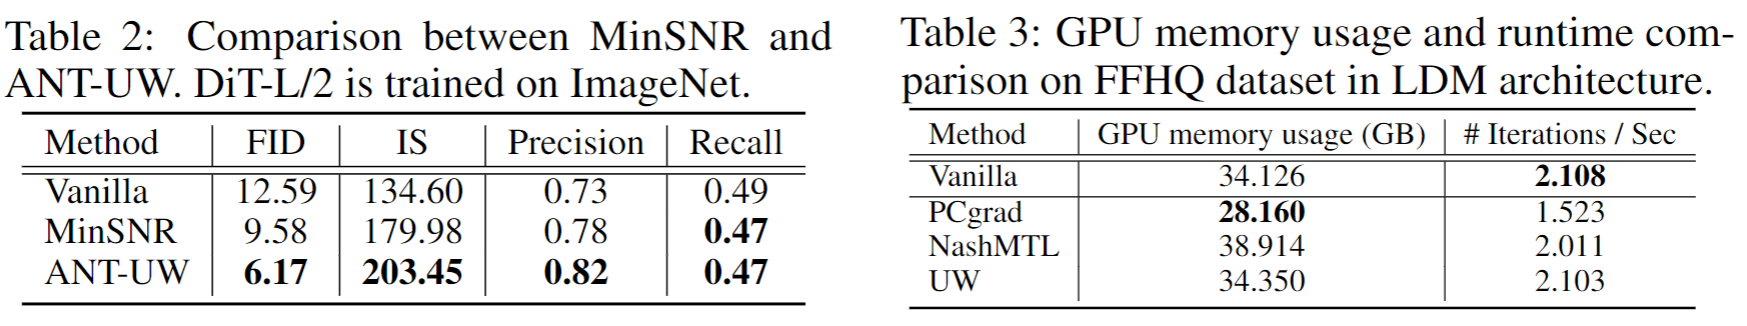 Table 2: Comparison between MinSNR and
ANT-UW. DiT-L/2 is trained on ImageNet.
Method FID IS Precision Recall
Vanilla 12.59 134.60 0.73 0.49
MinSNR 9.58 179.98 0.78 0.47
ANT-UW 6.17 203.45 0.82 0.47
Table 3: GPU memory usage and runtime com-
parison on FFHQ dataset in LDM architecture.
Method GPU memory usage (GB) # Iterations / Sec
Vanilla 34.126 2.108
PCgrad 28.160 1.523
NashMTL 38.914 2.011
UW 34.350 2.103